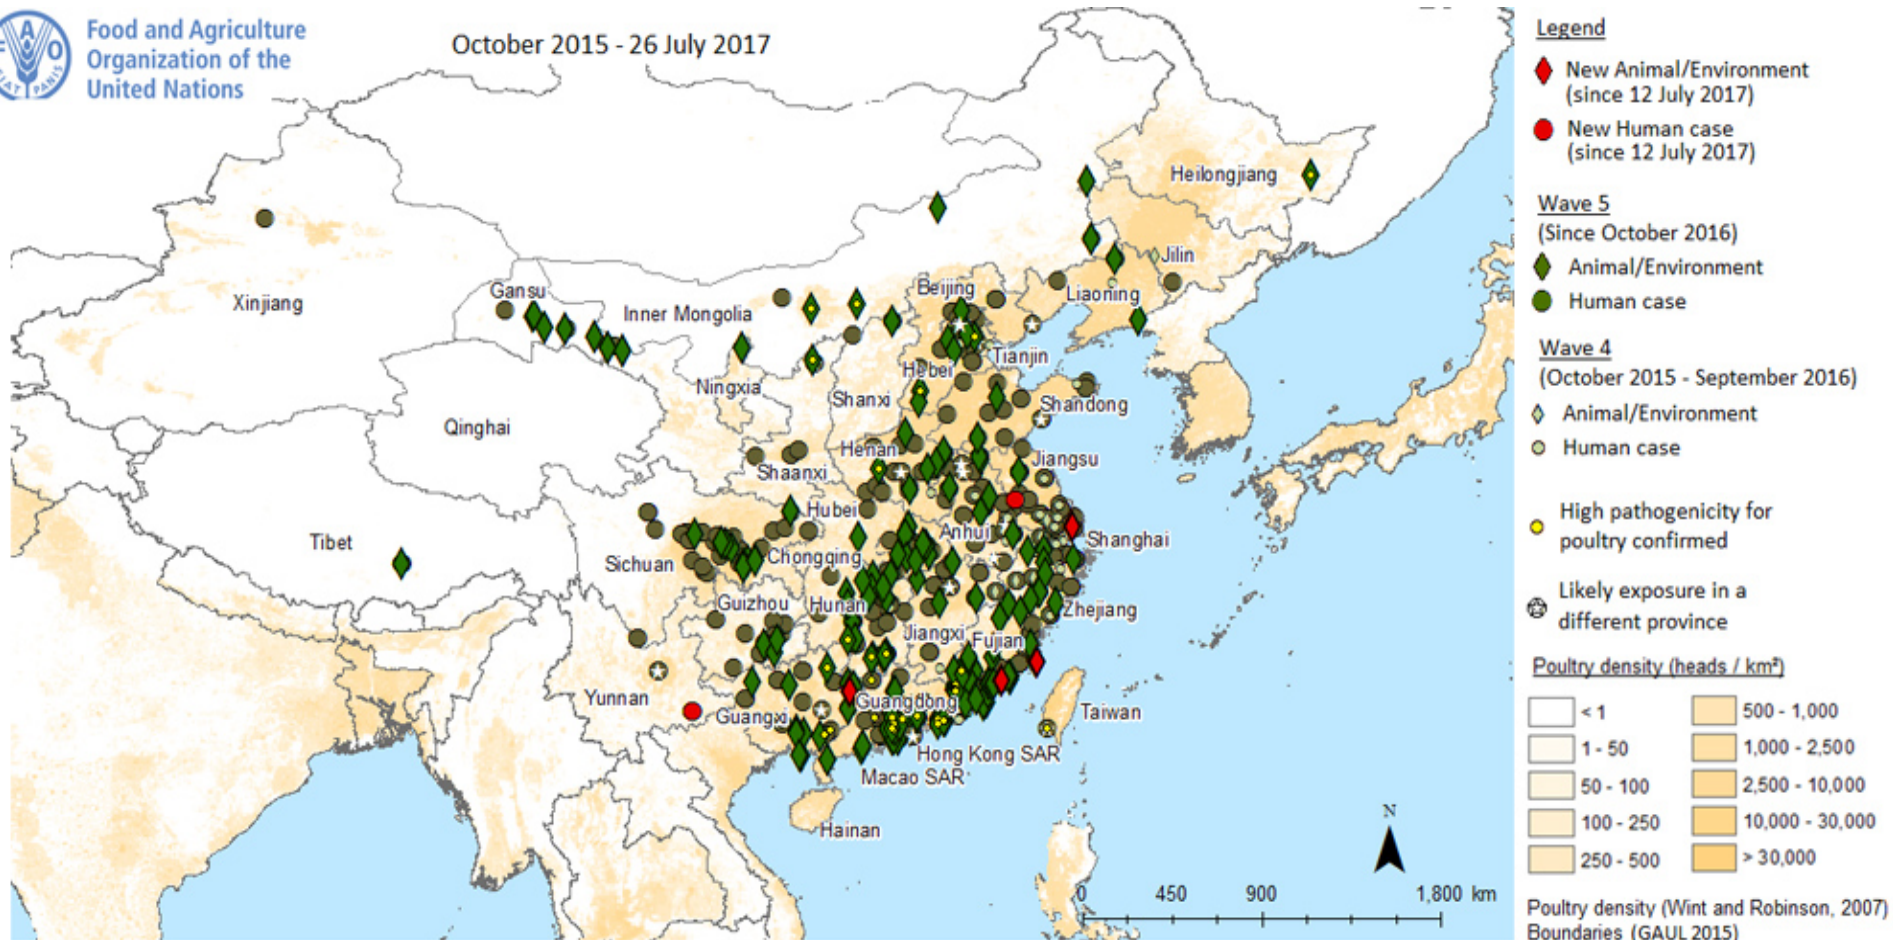 Food and Agriculture
Organization of the
United Nations
F A O
FIAT PANIS
October 2015 - 26 July 2017
Heilongjiang
Jilin
Liaoning
Beijing
Xinjiang
Gansu
Inner Mongolia
Tianjin
Hebei
Ningxia
Shanxi
Shandong
Qinghai
Henan
Shaanxi
Jiangsu
Hubei
Anhui
Shanghai
Tibet
Sichuan
Chongqing
Guizhou
Hunan
Zhejiang
Jiangxi
Fujian
Yunnan
Guangxi
Guangdong
Taiwan
Hong Kong SAR
Macao SAR
Hainan
N
0 450 900 1,800 km
Legend
New Animal/Environment
(since 12 July 2017)
New Human case
(since 12 July 2017)
Wave 5
(Since October 2016)
Animal/Environment
Human case
Wave 4
(October 2015 - September 2016)
Animal/Environment
Human case
High pathogenicity for
poultry confirmed
Likely exposure in a
different province
Poultry density (heads / km²)
< 1 500 - 1,000
1 - 50 1,000 - 2,500
50 - 100 2,500 - 10,000
100 - 250 10,000 - 30,000
250 - 500 > 30,000
Poultry density (Wint and Robinson, 2007)
Boundaries (GAUL 2015)